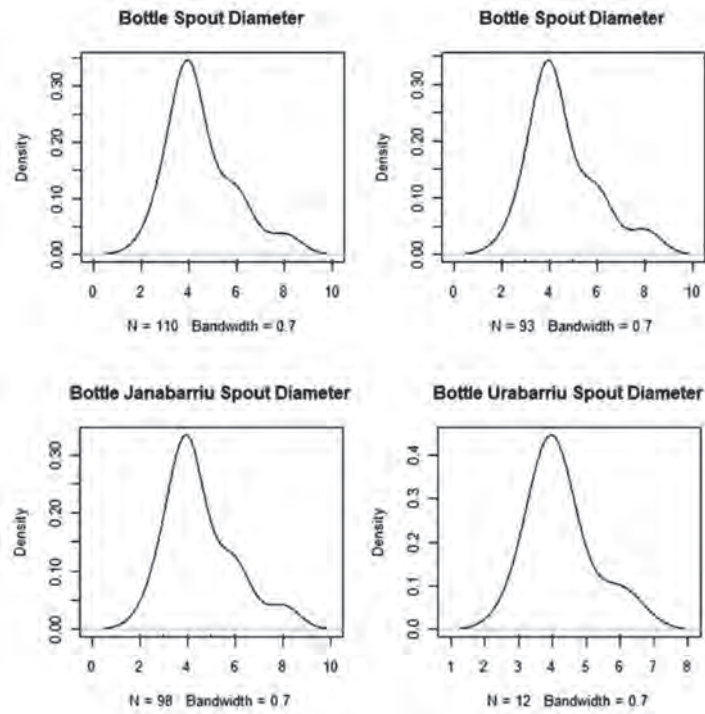 Bottle Spout Diameter
Density
0.00 0.10 0.20 0.30
0 2 4 6 8 10
N = 110 Bandwidth = 0.7
Bottle Spout Diameter
Density
0.00 0.10 0.20 0.30
0 2 4 6 8 10
N = 93 Bandwidth = 0.7
Bottle Janabarriu Spout Diameter
Density
0.00 0.10 0.20 0.30
0 2 4 6 8 10
N = 98 Bandwidth = 0.7
Bottle Urabarriu Spout Diameter
Density
0.0 0.1 0.2 0.3 0.4
1 2 3 4 5 6 7 8
N = 12 Bandwidth = 0.7